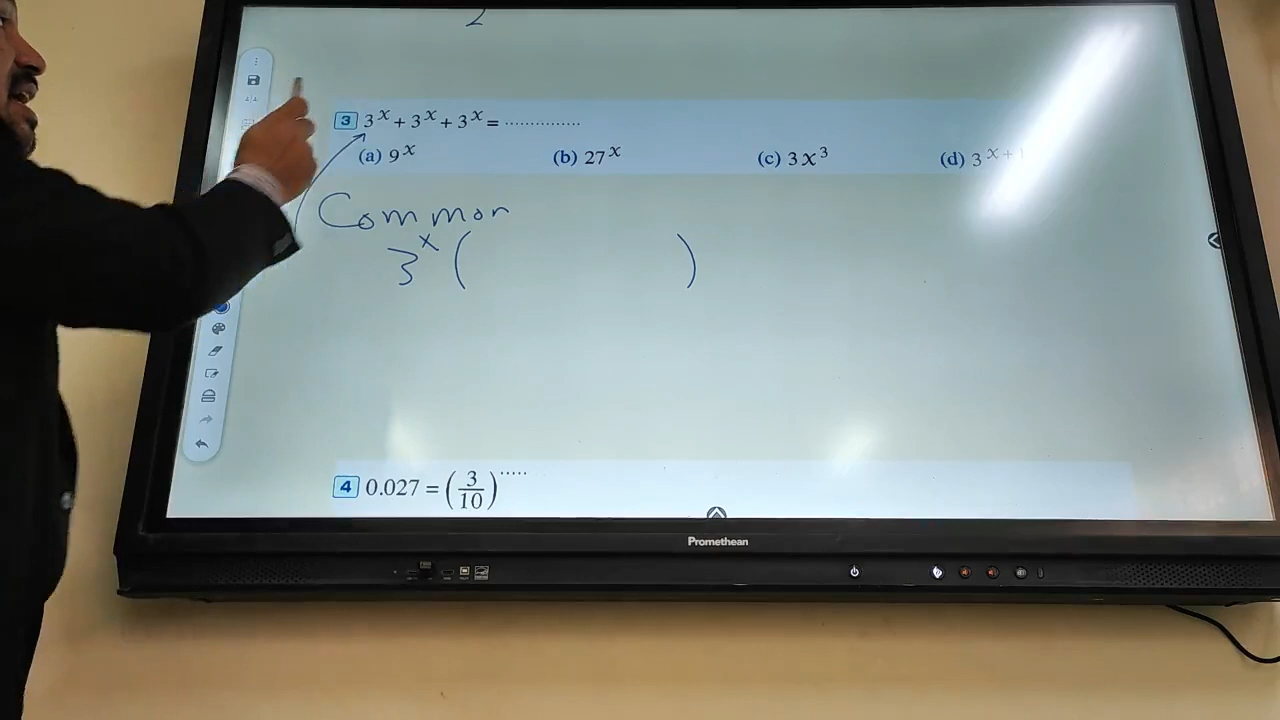 2
3 3^x + 3^x + 3^x = ..............
(a) 9^x (b) 27^x (c) 3x^3 (d) 3^x+1
Common
3^x ( )
4 0.027 = (3/10)^.....
Promethean